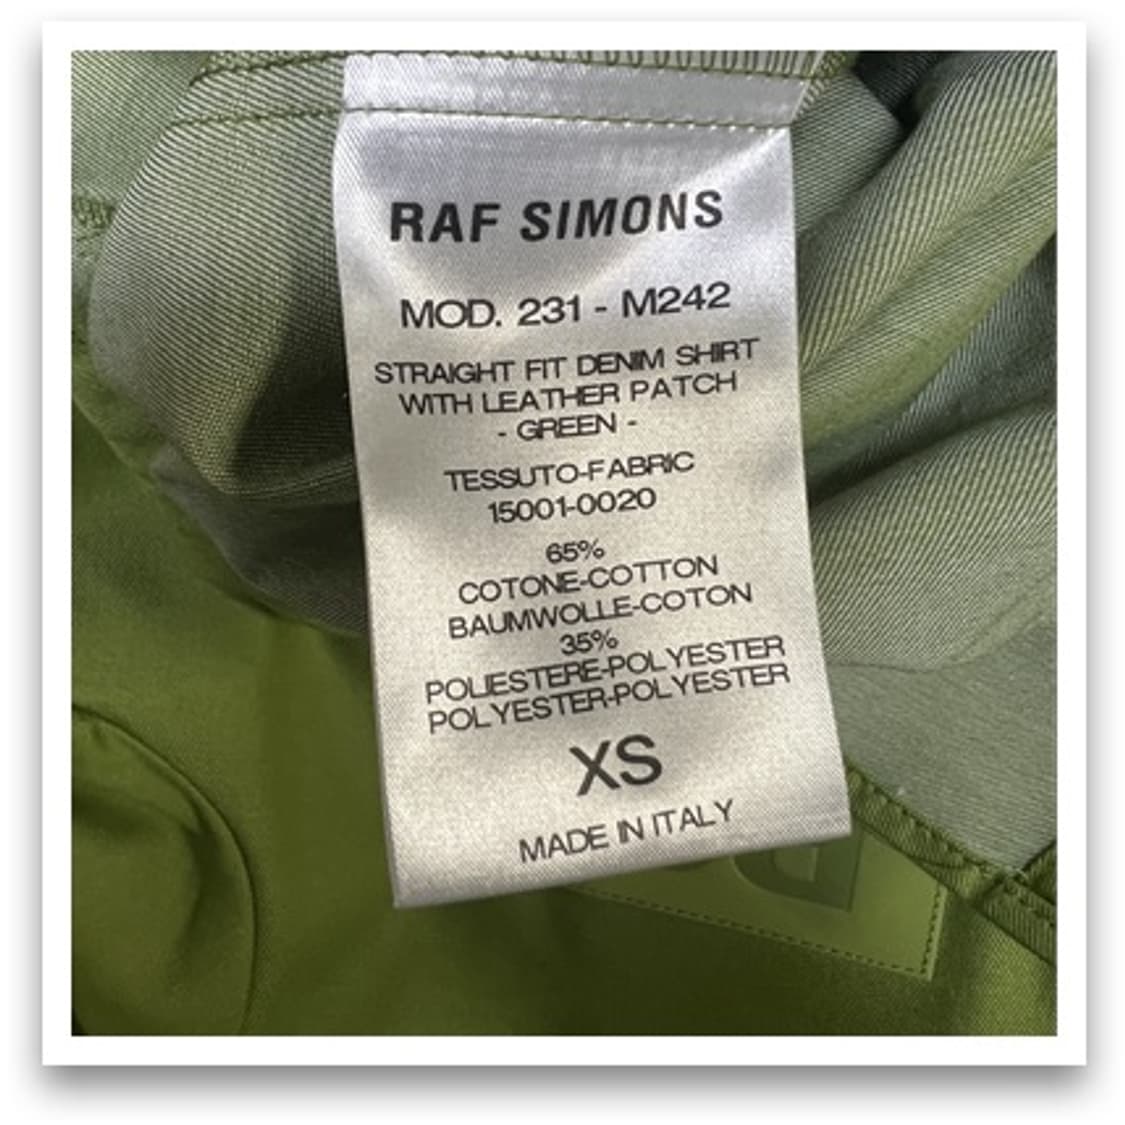 RAF SIMONS
MOD. 231 - M242
STRAIGHT FIT DENIM SHIRT
WITH LEATHER PATCH
- GREEN -
TESSUTO-FABRIC
15001-0020
65%
COTONE-COTTON
BAUMWOLLE-COTON
35%
POLIESTERE-POLYESTER
POLYESTER-POLYESTER
XS
MADE IN ITALY